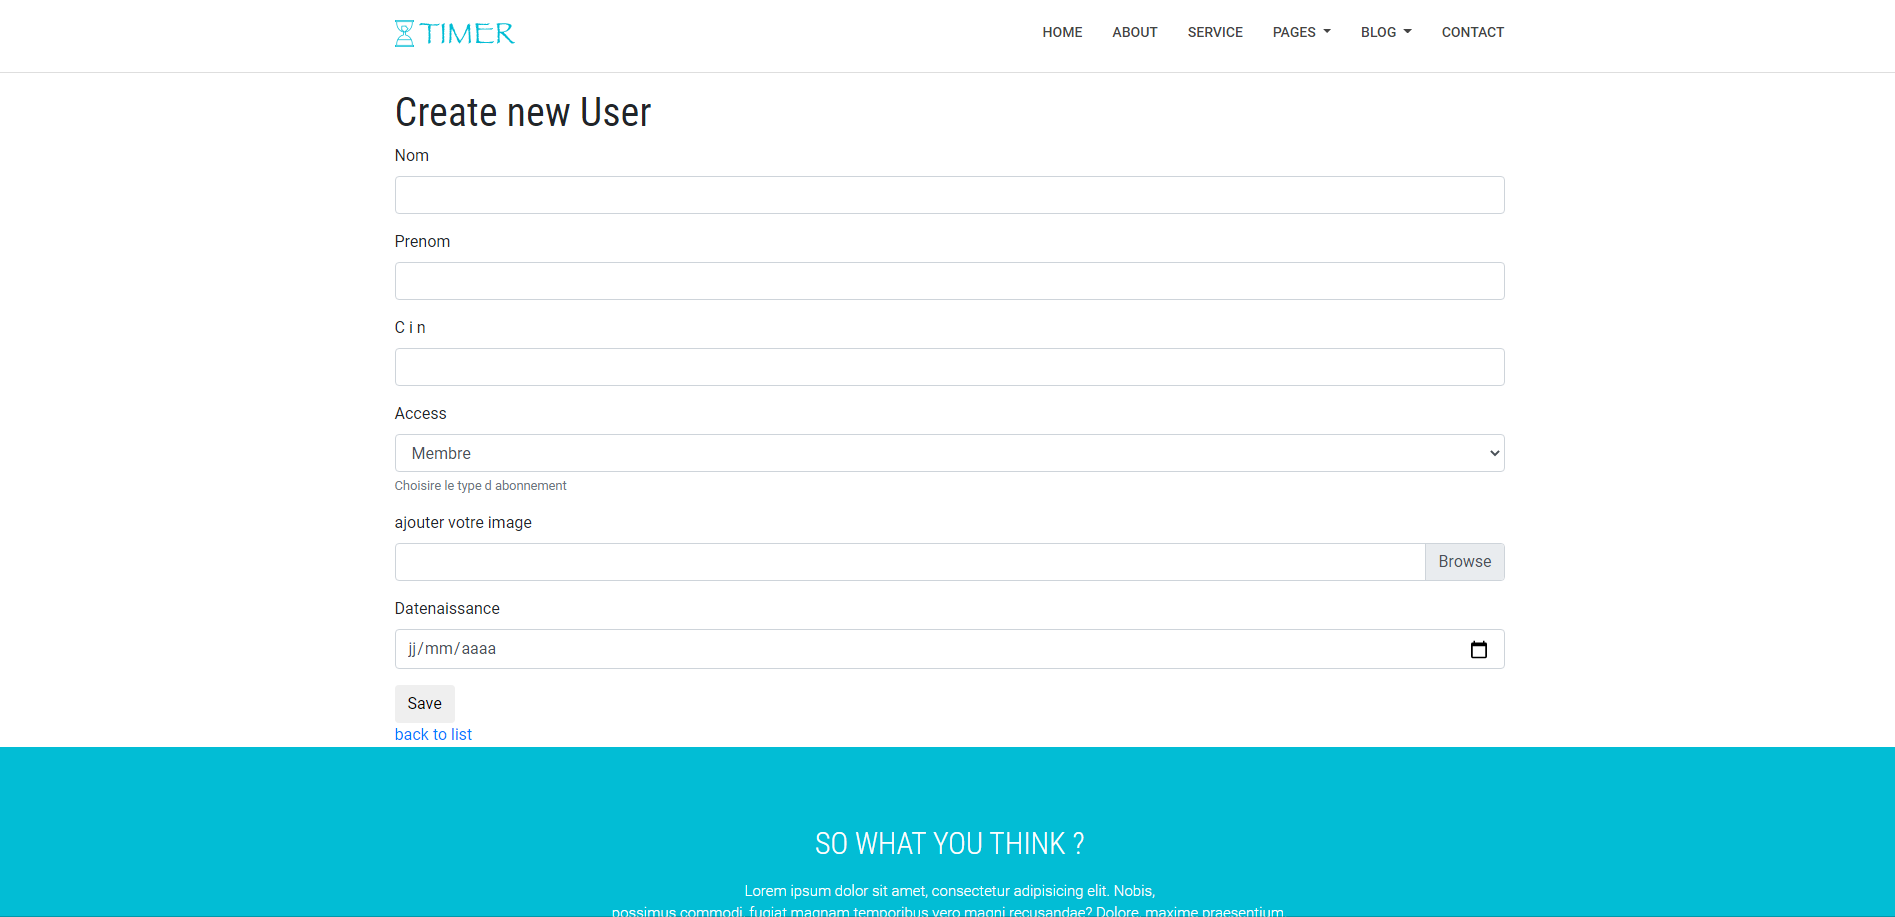 TIMER
HOME ABOUT SERVICE PAGES BLOG CONTACT
Create new User
Nom
Prenom
C i n
Access
Membre
Choisire le type d abonnement
ajouter votre image
Browse
Datenaissance
jj/mm/aaaa
Save
back to list
SO WHAT YOU THINK ?
Lorem ipsum dolor sit amet, consectetur adipisicing elit. Nobis,
possimus commodi, fugiat magnam temporibus vero magni recusandae? Dolore, maxime praesentium